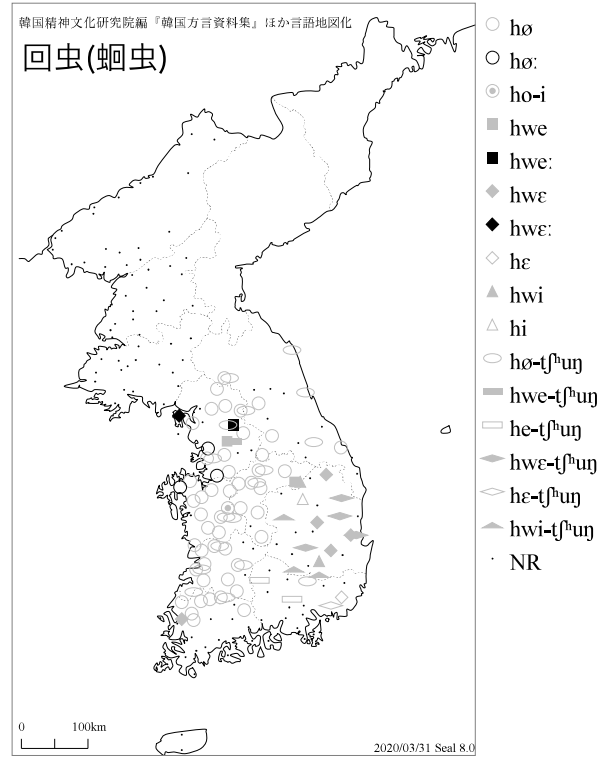 韓国精神文化研究院編『韓国方言資料集』ほか言語地図化
回虫(蛔虫)
hø
hø:
ho-i
hwe
hwe:
hwɛ
hwɛ:
hɛ
hwi
hi
hø-tʃʰuŋ
hwe-tʃʰuŋ
he-tʃʰuŋ
hwɛ-tʃʰuŋ
hɛ-tʃʰuŋ
hwi-tʃʰuŋ
NR
0 100km
2020/03/31 Seal 8.0